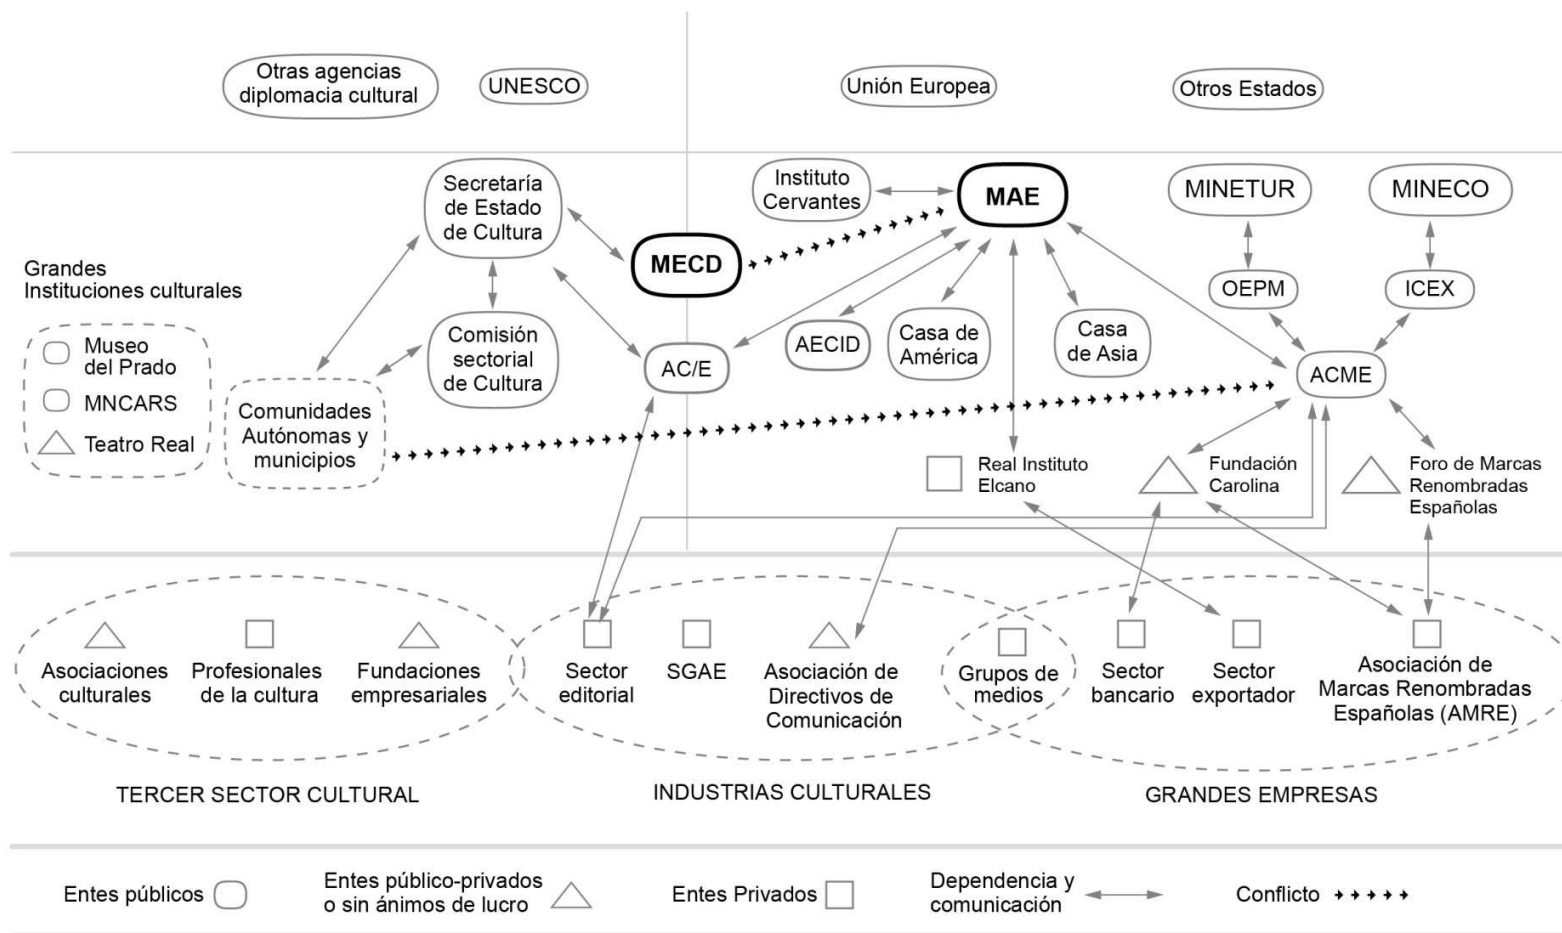 Otras agencias
diplomacia cultural
UNESCO
Unión Europea
Otros Estados
Secretaría
de Estado
de Cultura
Instituto
Cervantes
MAE
MINETUR
MINECO
MECD
Grandes
Instituciones culturales
Museo
del Prado
MNCARS
Teatro Real
Comisión
sectorial
de Cultura
Comunidades
Autónomas y
municipios
AC/E
AECID
Casa de
América
Casa
de Asia
OEPM
ICEX
ACME
Real Instituto
Elcano
Fundación
Carolina
Foro de Marcas
Renombradas
Españolas
Asociaciones
culturales
Profesionales
de la cultura
Fundaciones
empresariales
Sector
editorial
SGAE
Asociación de
Directivos de
Comunicación
Grupos de
medios
Sector
bancario
Sector
exportador
Asociación de
Marcas Renombradas
Españolas (AMRE)
TERCER SECTOR CULTURAL
INDUSTRIAS CULTURALES
GRANDES EMPRESAS
Entes públicos
Entes público-privados
o sin ánimos de lucro
Entes Privados
Dependencia y
comunicación
Conflicto